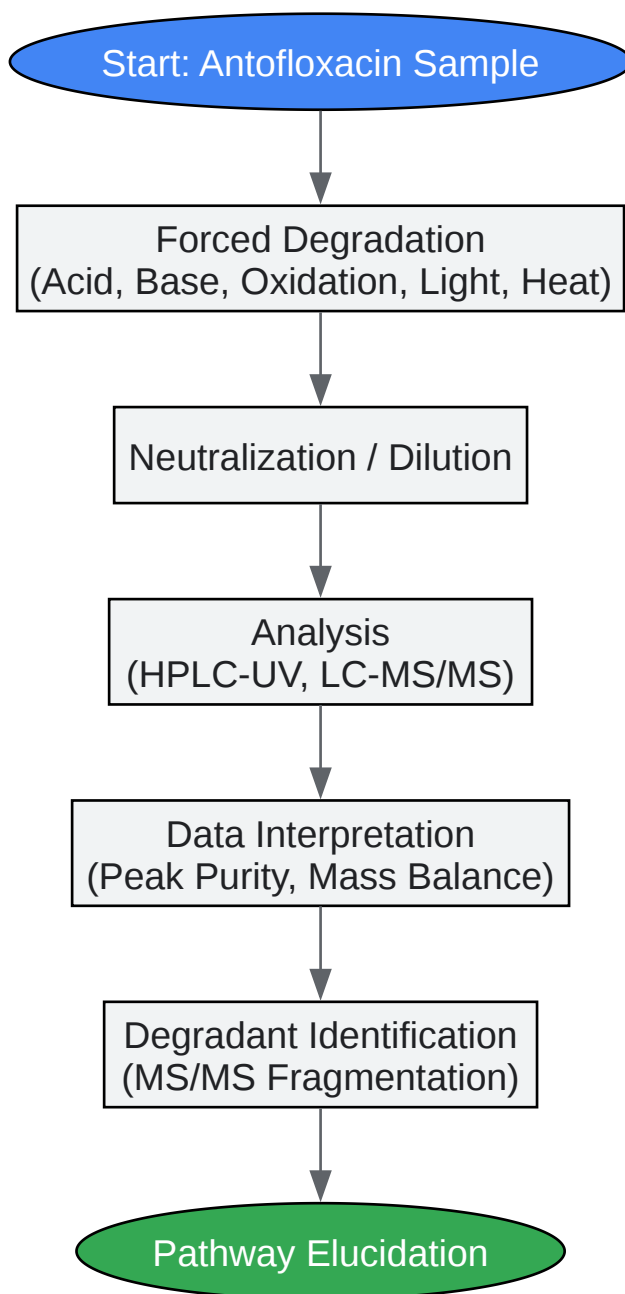 Start: Antofloxacin Sample
Forced Degradation
(Acid, Base, Oxidation, Light, Heat)
Neutralization / Dilution
Analysis
(HPLC-UV, LC-MS/MS)
Data Interpretation
(Peak Purity, Mass Balance)
Degradant Identification
(MS/MS Fragmentation)
Pathway Elucidation